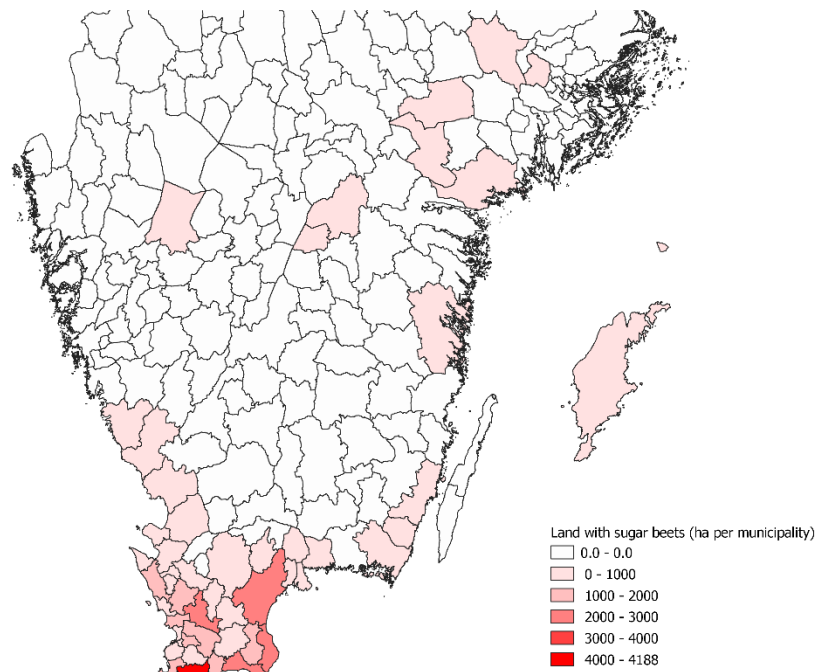 Land with sugar beets (ha per municipality)
0.0 - 0.0
0 - 1000
1000 - 2000
2000 - 3000
3000 - 4000
4000 - 4188